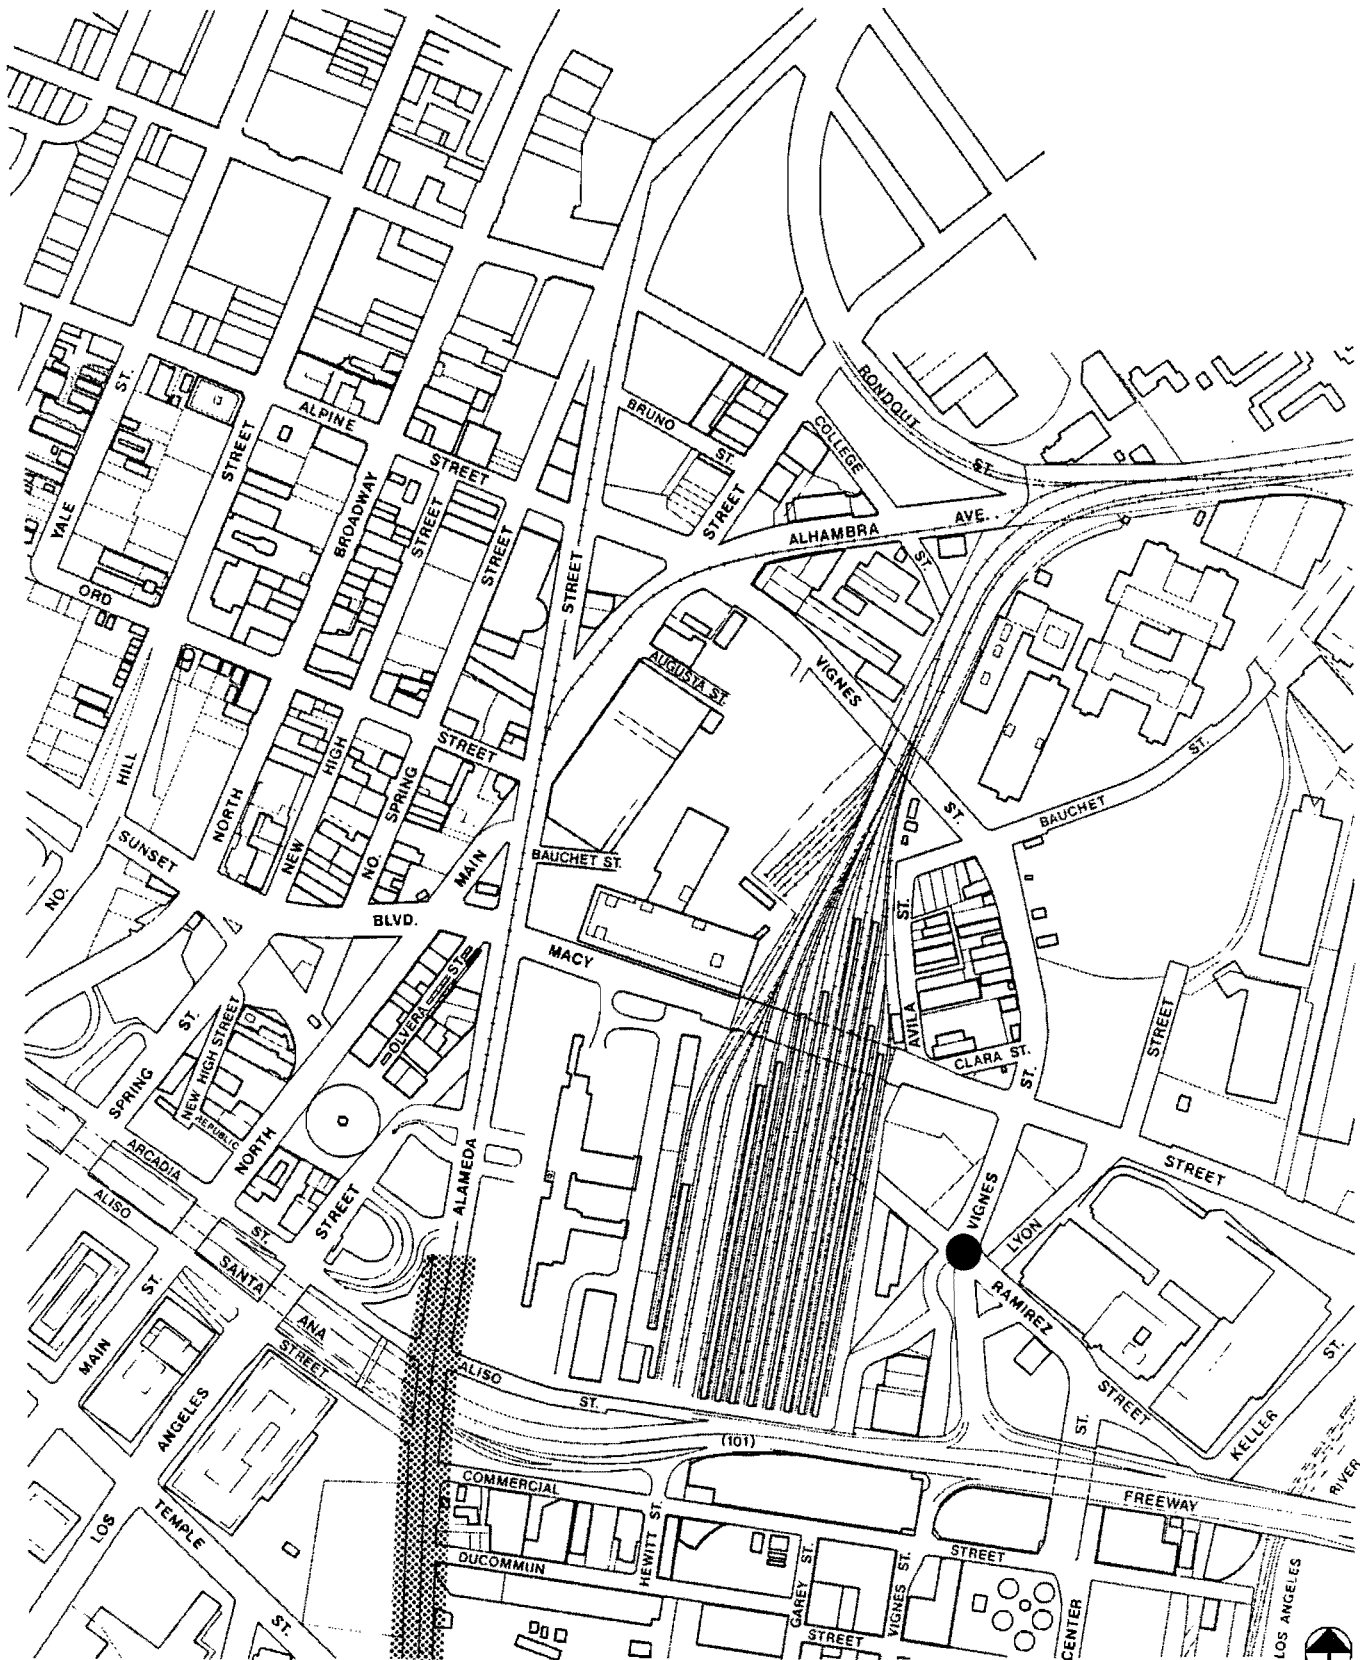 RONDOUT
ST.
BRUNO
ST.
COLLEGE
ST.
ALPINE
STREET
ST.
STREET
BROADWAY
STREET
STREET
STREET
STREET
ALHAMBRA
AVE.
YALE
ORD
VIGNES
ST.
AUGUSTA ST.
BAUCHET
ST.
HILL
NO.
SUNSET
BLVD.
NORTH
NEW
HIGH
STREET
NO.
SPRING
MAIN
BAUCHET ST.
MACY
ST.
AVILA
CLARA ST.
ST.
STREET
OLVERA ST.
ST.
NEW HIGH STREET
SPRING
REPUBLIC
NORTH
STREET
ALAMEDA
ARCADIA
ST.
ALISO
SANTA
ANA
STREET
ST.
MAIN
LOS
ANGELES
TEMPLE
ST.
VIGNES
LYON
RAMIREZ
STREET
STREET
KELLER
ST.
ALISO
ST.
(101)
FREEWAY
RIVER
LOS ANGELES
COMMERCIAL
STREET
DUCOMMUN
STREET
HEWITT
ST.
GAREY
ST.
VIGNES
ST.
CENTER
ST.